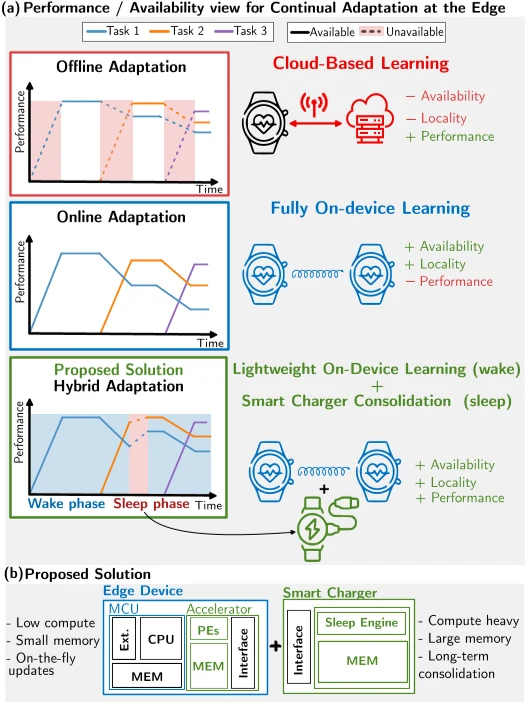 (a) Performance / Availability view for Continual Adaptation at the Edge
Task 1 Task 2 Task 3 Available Unavailable
Offline Adaptation
Performance
Time
Cloud-Based Learning
− Availability
− Locality
+ Performance
Online Adaptation
Performance
Time
Fully On-device Learning
+ Availability
+ Locality
− Performance
Proposed Solution
Hybrid Adaptation
Performance
Wake phase Sleep phase Time
Lightweight On-Device Learning (wake)
+
Smart Charger Consolidation (sleep)
+ Availability
+ Locality
+ Performance
+
(b) Proposed Solution
Edge Device
- Low compute
- Small memory
- On-the-fly
updates
MCU
Ext.
CPU
MEM
Accelerator
PEs
MEM
Interface
+
Smart Charger
Interface
Sleep Engine
MEM
- Compute heavy
- Large memory
- Long-term
consolidation